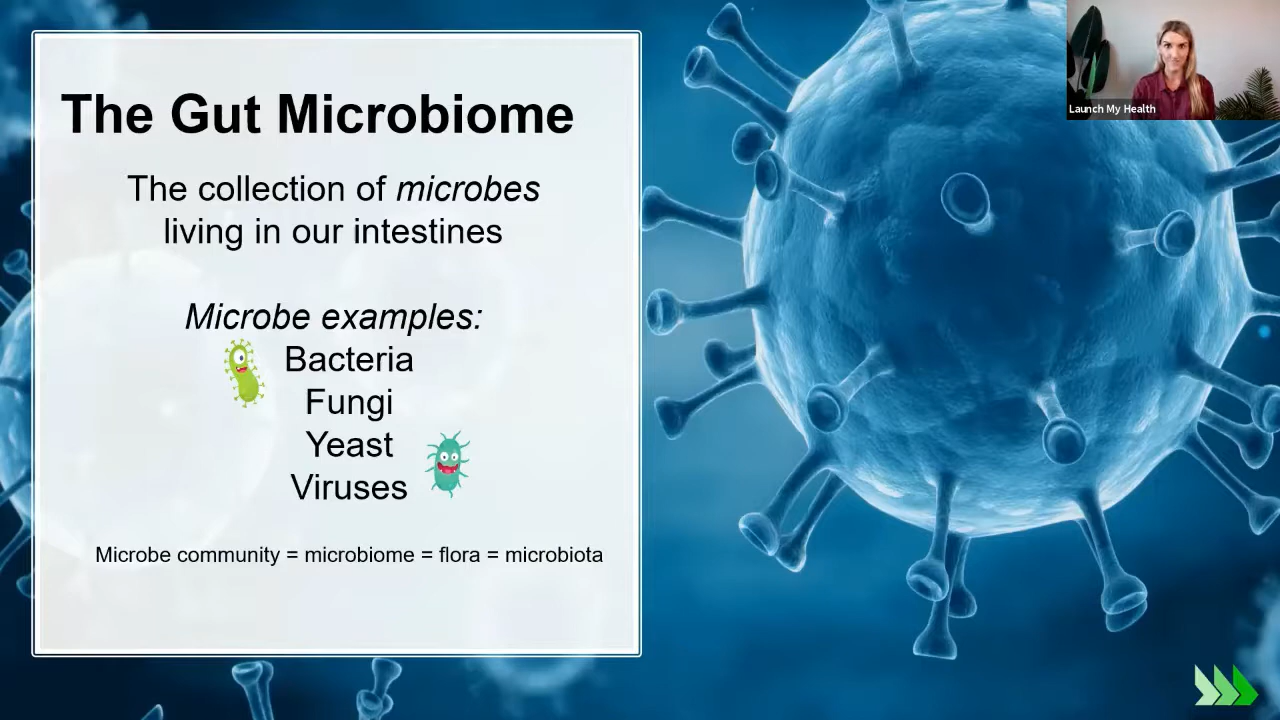 The Gut Microbiome
The collection of microbes
living in our intestines
Microbe examples:
Bacteria
Fungi
Yeast
Viruses
Microbe community = microbiome = flora = microbiota
Launch My Health